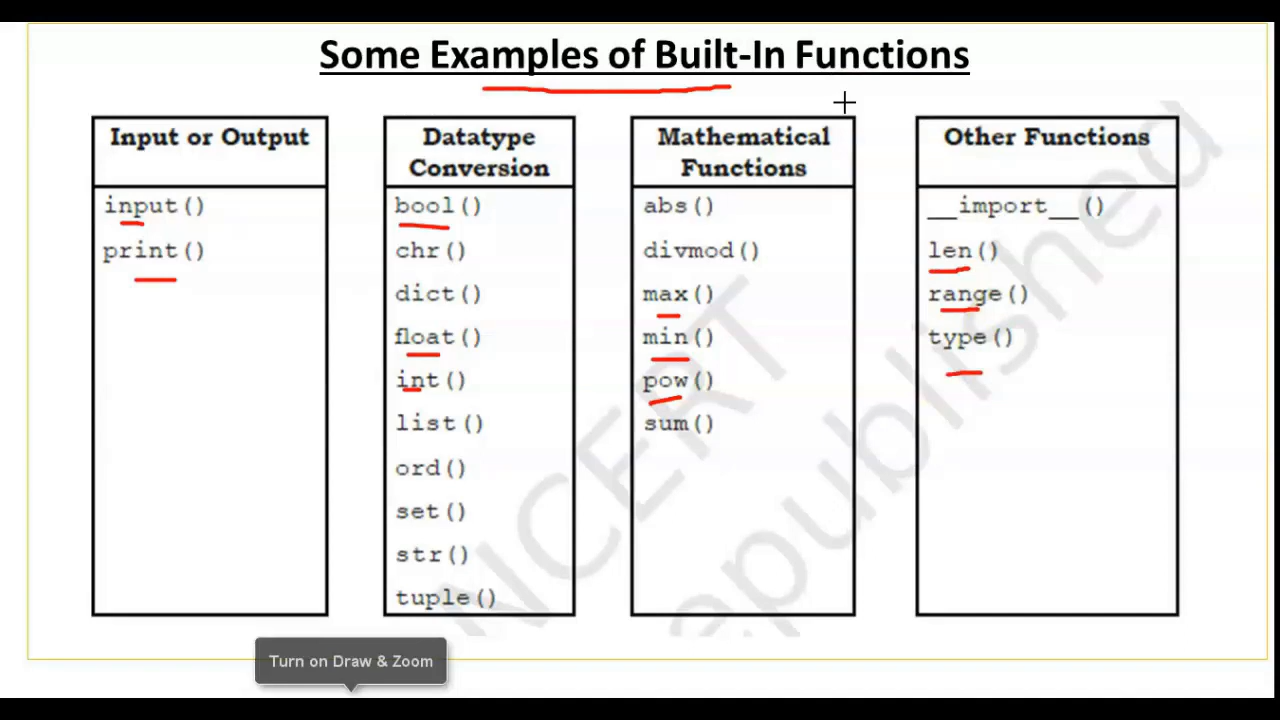 Some Examples of Built-In Functions
Input or Output
input()
print()
Datatype
Conversion
bool()
chr()
dict()
float()
int()
list()
ord()
set()
str()
tuple()
Mathematical
Functions
abs()
divmod()
max()
min()
pow()
sum()
Other Functions
__import__()
len()
range()
type()
NCERT
republished
Turn on Draw & Zoom